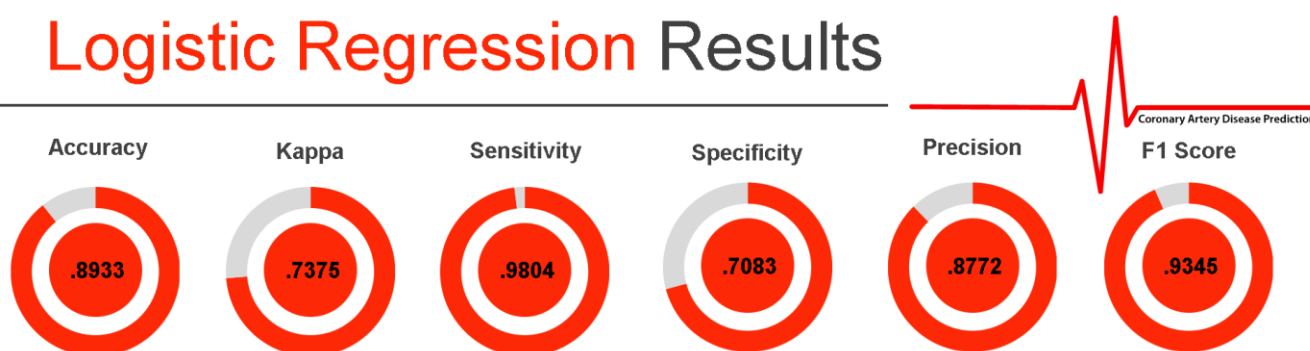 Logistic Regression Results
Coronary Artery Disease Prediction
Accuracy Kappa Sensitivity Specificity Precision F1 Score
.8933 .7375 .9804 .7083 .8772 .9345